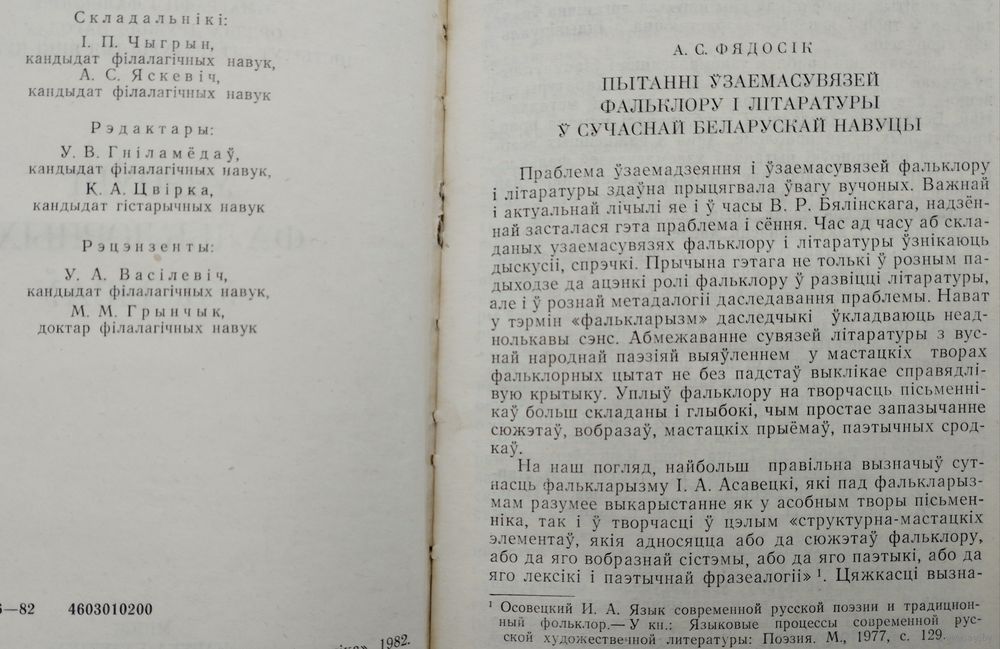 Складальнікі:
І. П. Чыгрын,
кандыдат філалагічных навук,
А. С. Яскевіч,
кандыдат філалагічных навук
Рэдактары:
У. В. Гніламёдаў,
кандыдат філалагічных навук,
К. А. Цвірка,
кандыдат гістарычных навук
Рэцэнзенты:
У. А. Васілевіч,
кандыдат філалагічных навук,
М. М. Грынчык,
доктар філалагічных навук
—82 4603010200
1982.
А. С. ФЯДОСІК
ПЫТАННІ ЎЗАЕМАСУВЯЗЕЙ
ФАЛЬКЛОРУ І ЛІТАРАТУРЫ
Ў СУЧАСНАЙ БЕЛАРУСКАЙ НАВУЦЫ
Праблема ўзаемадзеяння і ўзаемасувязей фальклору
і літаратуры здаўна прыцягвала ўвагу вучоных. Важнай
і актуальнай лічылі яе і ў часы В. Р. Бялінскага, надзён-
най засталася гэта праблема і сёння. Час ад часу аб скла-
даных узаемасувязях фальклору і літаратуры ўзнікаюць
дыскусіі, спрэчкі. Прычына гэтага не толькі ў розным па-
дыходзе да ацэнкі ролі фальклору ў развіцці літаратуры,
але і ў рознай метадалогіі даследавання праблемы. Нават
у тэрмін «фалькларызм» даследчыкі ўкладваюць неад-
нолькавы сэнс. Абмежаванне сувязей літаратуры з вус-
най народнай паэзіяй выяўленнем у мастацкіх творах
фальклорных цытат не без падстаў выклікае справядлі-
вую крытыку. Уплыў фальклору на творчасць пісьменні-
каў больш складаны і глыбокі, чым простае запазычанне
сюжэтаў, вобразаў, мастацкіх прыёмаў, паэтычных срод-
каў.
На наш погляд, найбольш правільна вызначыў сут-
насць фалькларызму І. А. Асавецкі, які пад фалькларыз-
мам разумее выкарыстанне як у асобным творы пісьмен-
ніка, так і ў творчасці ў цэлым «структурна-мастацкіх
элементаў, якія адносяцца або да сюжэтаў фальклору,
або да яго вобразнай сістэмы, або да яго паэтыкі, або да
яго лексікі і паэтычнай фразеалогіі» ¹. Цяжкасці вызна-
¹ Осовецкий И. А. Язык современной русской поэзии и традицион-
ный фольклор.— У кн.: Языковые процессы современной рус-
ской художественной литературы: Поэзия. М., 1977, с. 129.